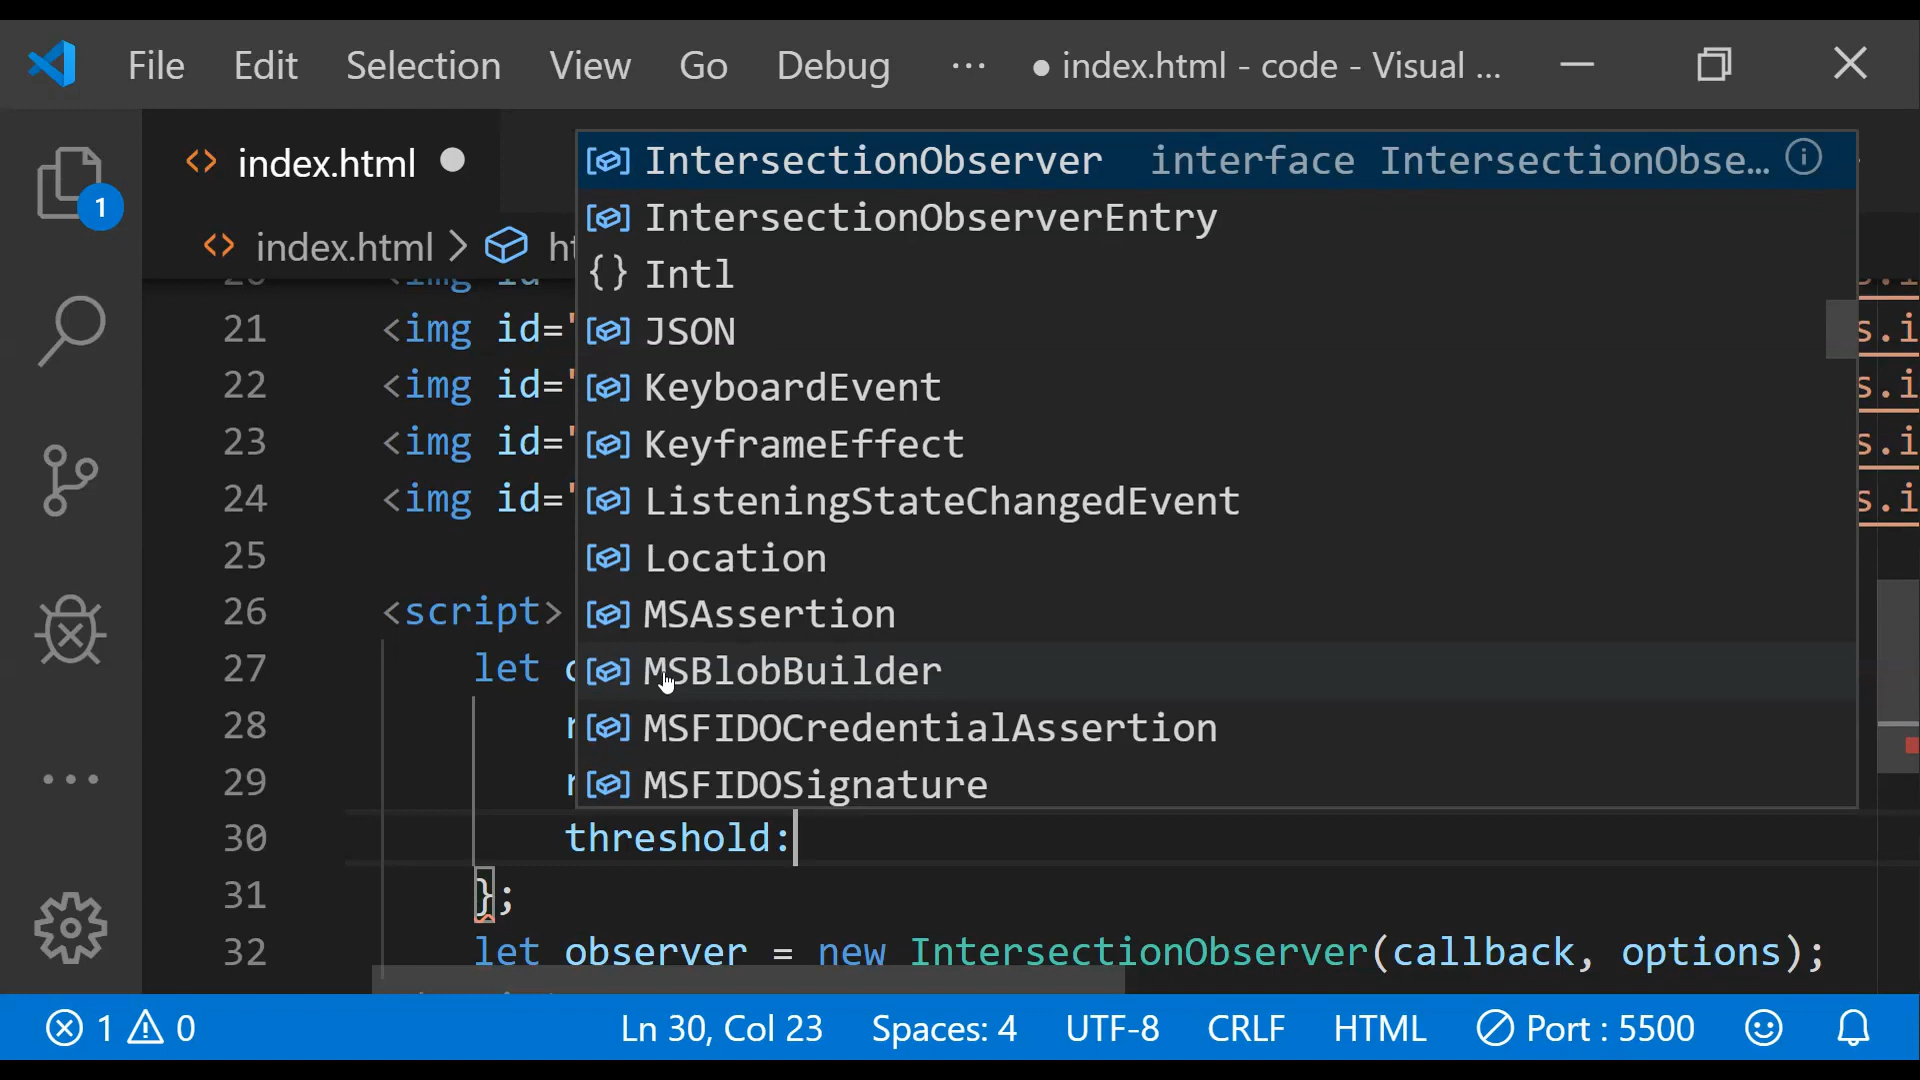 File Edit Selection View Go Debug ··· ● index.html - code - Visual ...
index.html ●
index.html >
1
IntersectionObserver interface IntersectionObse…
IntersectionObserverEntry
{} Intl
JSON
KeyboardEvent
KeyframeEffect
ListeningStateChangedEvent
Location
MSAssertion
MSBlobBuilder
MSFIDOCredentialAssertion
MSFIDOSignature
21 <img id=" s.i
22 <img id=" s.i
23 <img id=" s.i
24 <img id=" s.i
25
26 <script>
27 let
28
29
30 threshold:
31 };
32 let observer = new IntersectionObserver(callback, options);
1 0 Ln 30, Col 23 Spaces: 4 UTF-8 CRLF HTML Port : 5500